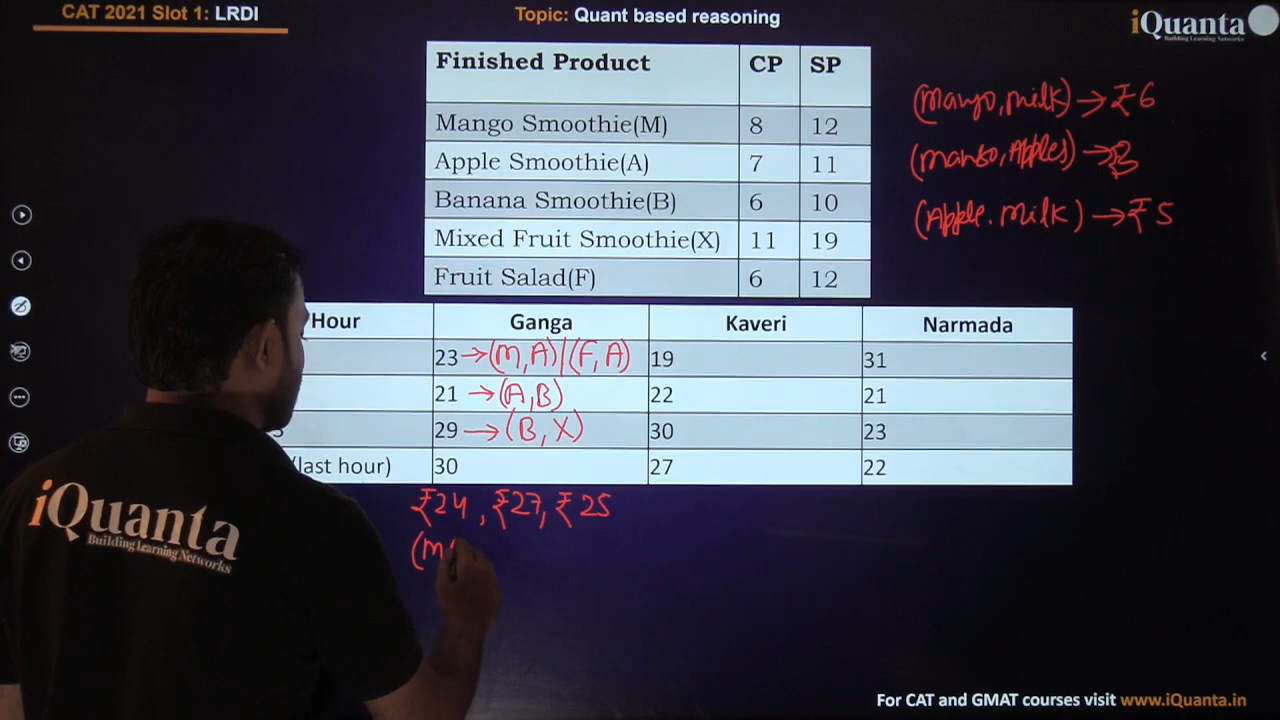 CAT 2021 Slot 1: LRDI
Topic: Quant based reasoning
iQuanta
Building Learning Networks
Finished Product CP SP
Mango Smoothie(M) 8 12
Apple Smoothie(A) 7 11
Banana Smoothie(B) 6 10
Mixed Fruit Smoothie(X) 11 19
Fruit Salad(F) 6 12
(Mango, milk) → ₹6
(mango, Apples) →
(Apple. Milk) → ₹5
Hour Ganga Kaveri Narmada
23 → (M, A) | (F, A) 19 31
21 → (A, B) 22 21
29 → (B, X) 30 23
(last hour) 30 27 22
₹24, ₹27, ₹25
(m
iQuanta
Building Learning Networks
For CAT and GMAT courses visit www.iQuanta.in